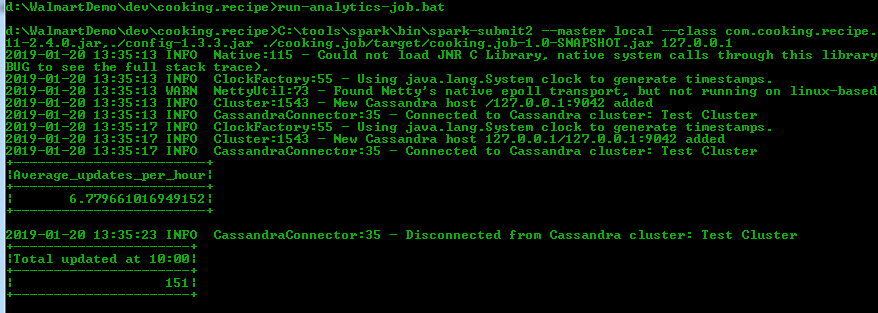 d:\WalmartDemo\dev\cooking.recipe>run-analytics-job.bat
d:\WalmartDemo\dev\cooking.recipe>C:\tools\spark\bin\spark-submit2 --master local --class com.cooking.recipe.
11-2.4.0.jar,./config-1.3.3.jar ./cooking.job/target/cooking.job-1.0-SNAPSHOT.jar 127.0.0.1
2019-01-20 13:35:13 INFO  Native:115 - Could not load JNR C Library, native system calls through this library
BUG to see the full stack trace).
2019-01-20 13:35:13 INFO  ClockFactory:55 - Using java.lang.System clock to generate timestamps.
2019-01-20 13:35:13 WARN  NettyUtil:73 - Found Netty's native epoll transport, but not running on linux-based
2019-01-20 13:35:13 INFO  Cluster:1543 - New Cassandra host /127.0.0.1:9042 added
2019-01-20 13:35:13 INFO  CassandraConnector:35 - Connected to Cassandra cluster: Test Cluster
2019-01-20 13:35:17 INFO  ClockFactory:55 - Using java.lang.System clock to generate timestamps.
2019-01-20 13:35:17 INFO  Cluster:1543 - New Cassandra host 127.0.0.1/127.0.0.1:9042 added
2019-01-20 13:35:17 INFO  CassandraConnector:35 - Connected to Cassandra cluster: Test Cluster
+------------------------+
|Average_updates_per_hour|
+------------------------+
|       6.779661016949152|
+------------------------+
2019-01-20 13:35:23 INFO  CassandraConnector:35 - Disconnected from Cassandra cluster: Test Cluster
+----------------------+
|Total updated at 10:00|
+----------------------+
|                   151|
+----------------------+